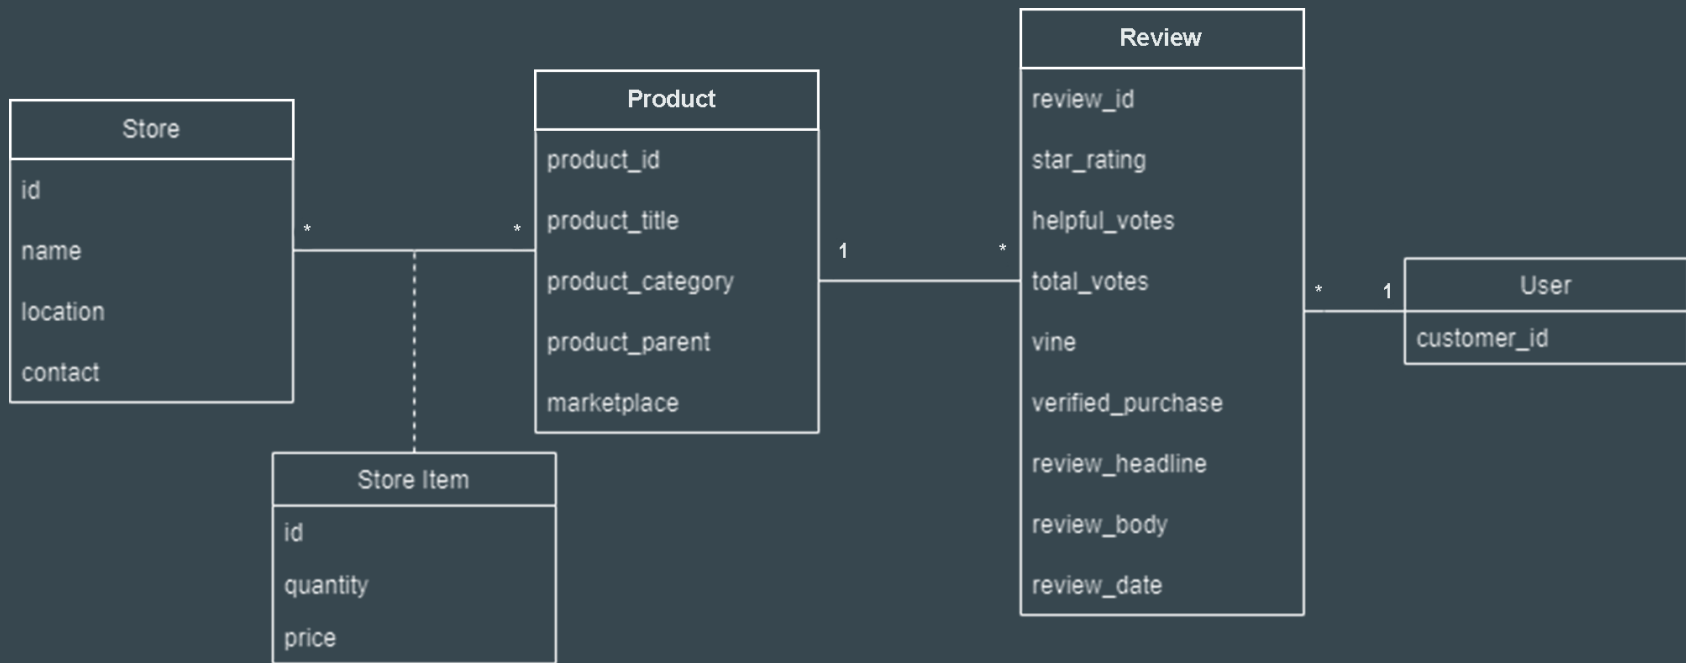 Store
id
name
location
contact
*
*
Store Item
id
quantity
price
Product
product_id
product_title
product_category
product_parent
marketplace
1
*
Review
review_id
star_rating
helpful_votes
total_votes
vine
verified_purchase
review_headline
review_body
review_date
*
1
User
customer_id